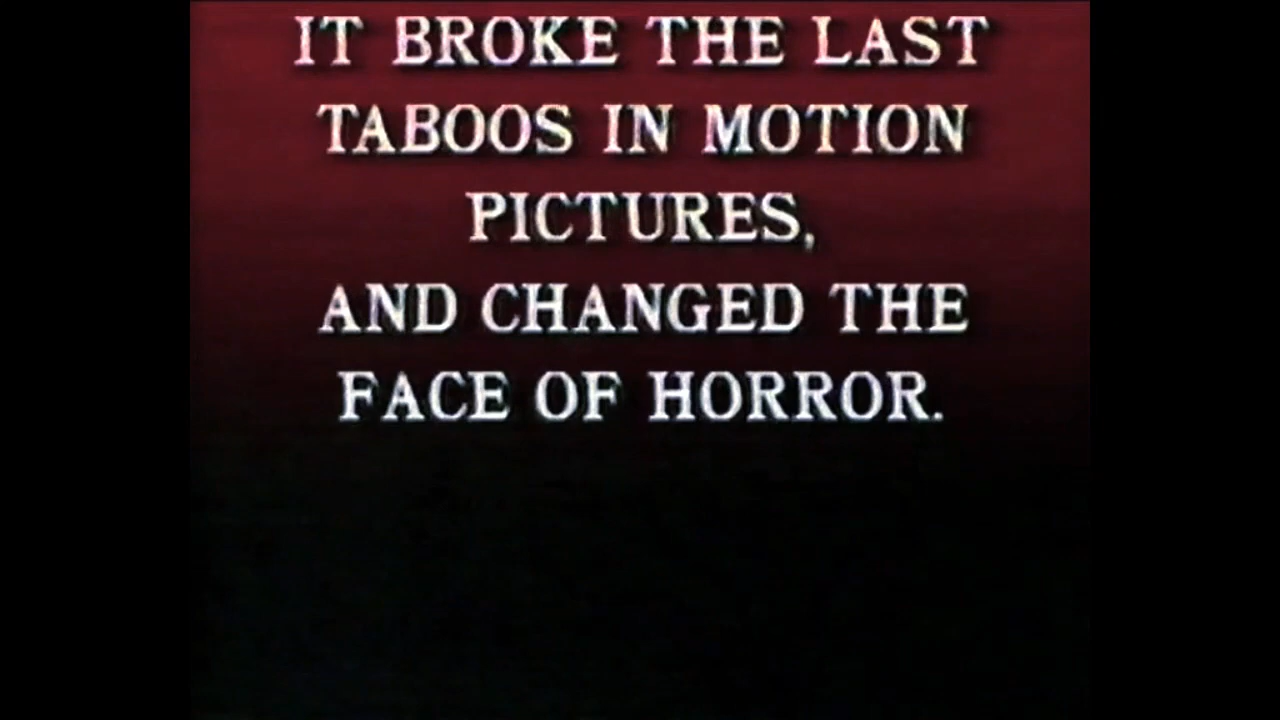 IT BROKE THE LAST
TABOOS IN MOTION
PICTURES,
AND CHANGED THE
FACE OF HORROR.